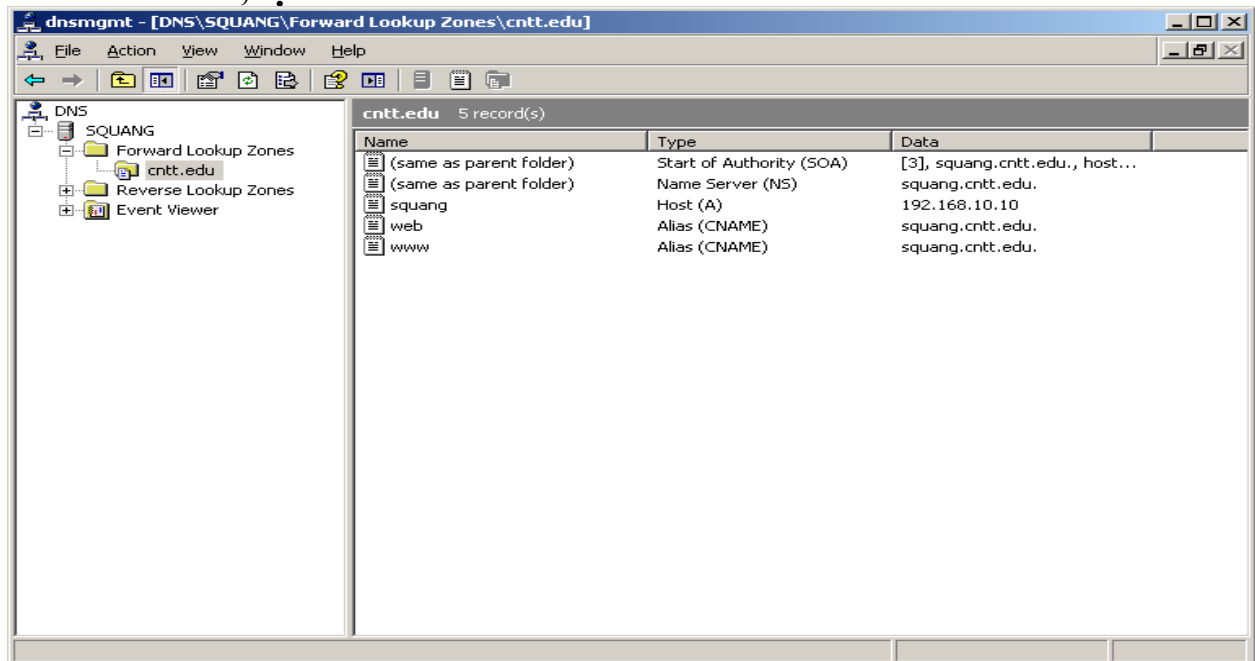 dnsmgmt - [DNS\SQUANG\Forward Lookup Zones\cntt.edu]
File Action View Window Help
DNS
SQUANG
Forward Lookup Zones
cntt.edu
Reverse Lookup Zones
Event Viewer
cntt.edu 5 record(s)
Name Type Data
(same as parent folder) Start of Authority (SOA) [3], squang.cntt.edu., host...
(same as parent folder) Name Server (NS) squang.cntt.edu.
squang Host (A) 192.168.10.10
web Alias (CNAME) squang.cntt.edu.
www Alias (CNAME) squang.cntt.edu.